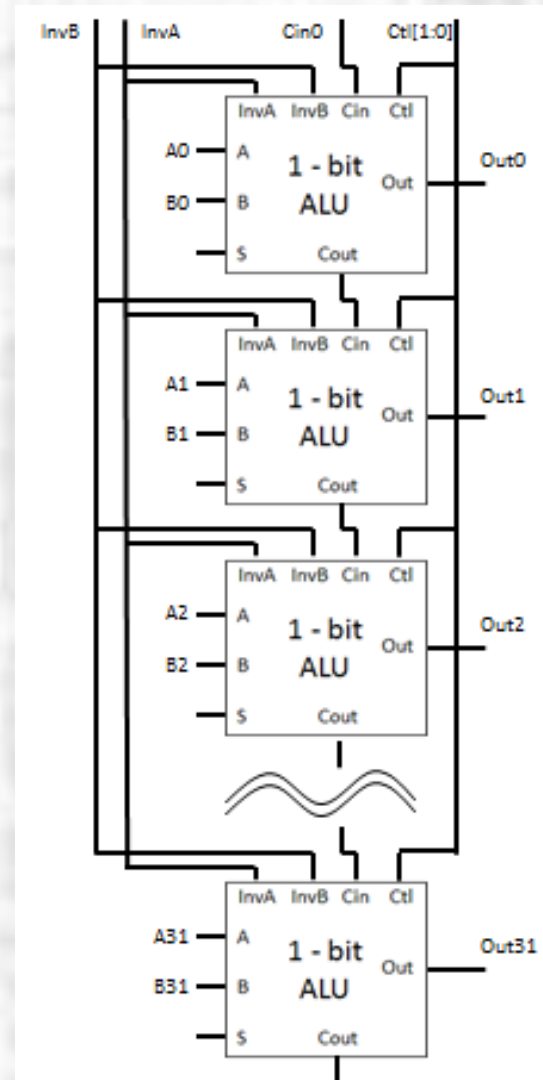 InvB InvA Cin0 Ctl[1:0]
InvA InvB Cin Ctl
A0 A 1 - bit Out Out0
B0 B ALU
S Cout
InvA InvB Cin Ctl
A1 A 1 - bit Out Out1
B1 B ALU
S Cout
InvA InvB Cin Ctl
A2 A 1 - bit Out Out2
B2 B ALU
S Cout
InvA InvB Cin Ctl
A31 A 1 - bit Out Out31
B31 B ALU
S Cout